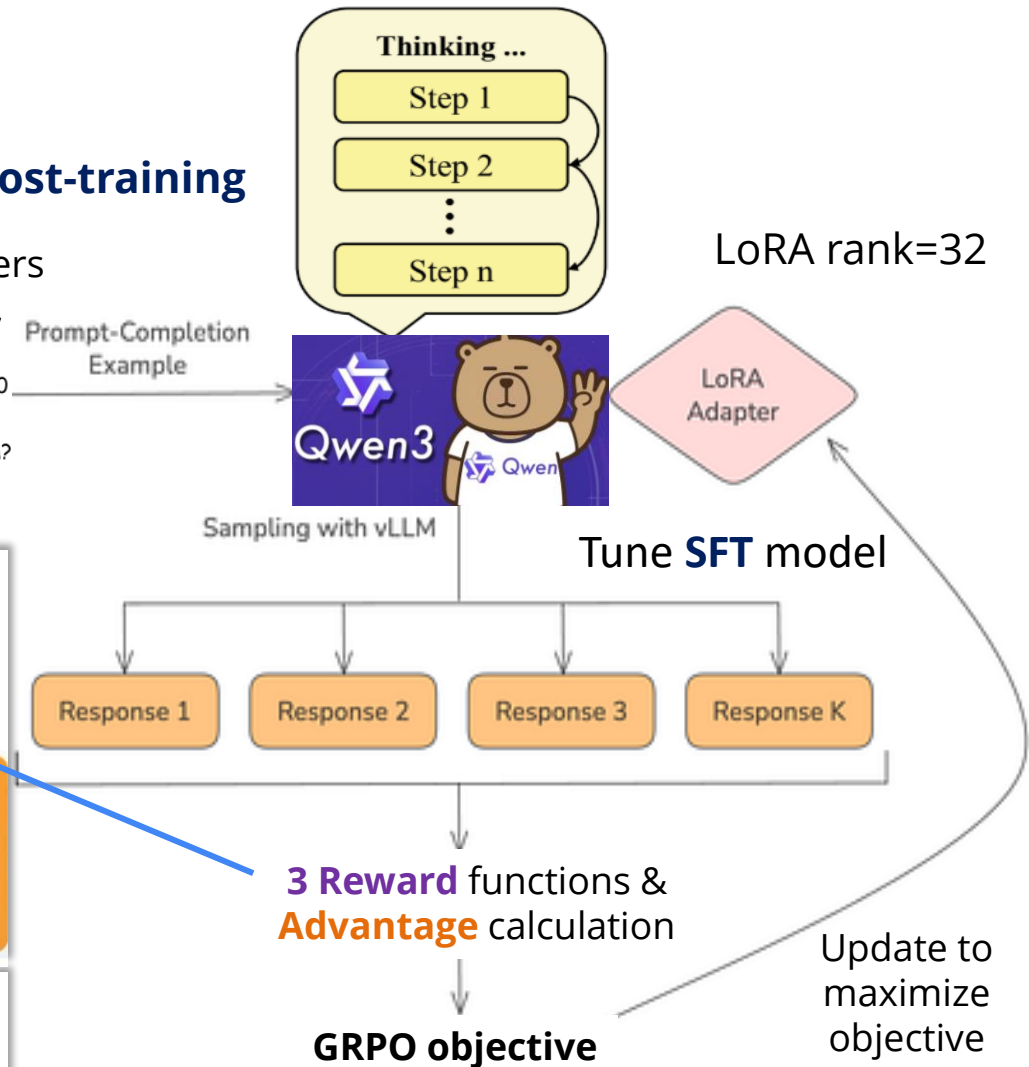 Thinking ...
Step 1
Step 2
Step n
ost-training
ers
LoRA rank=32
Prompt-Completion
Example
0
?
LoRA
Adapter
Qwen3
Qwen
Sampling with vLLM
Tune SFT model
Response 1
Response 2
Response 3
Response K
3 Reward functions &
Advantage calculation
Update to
maximize
objective
GRPO objective